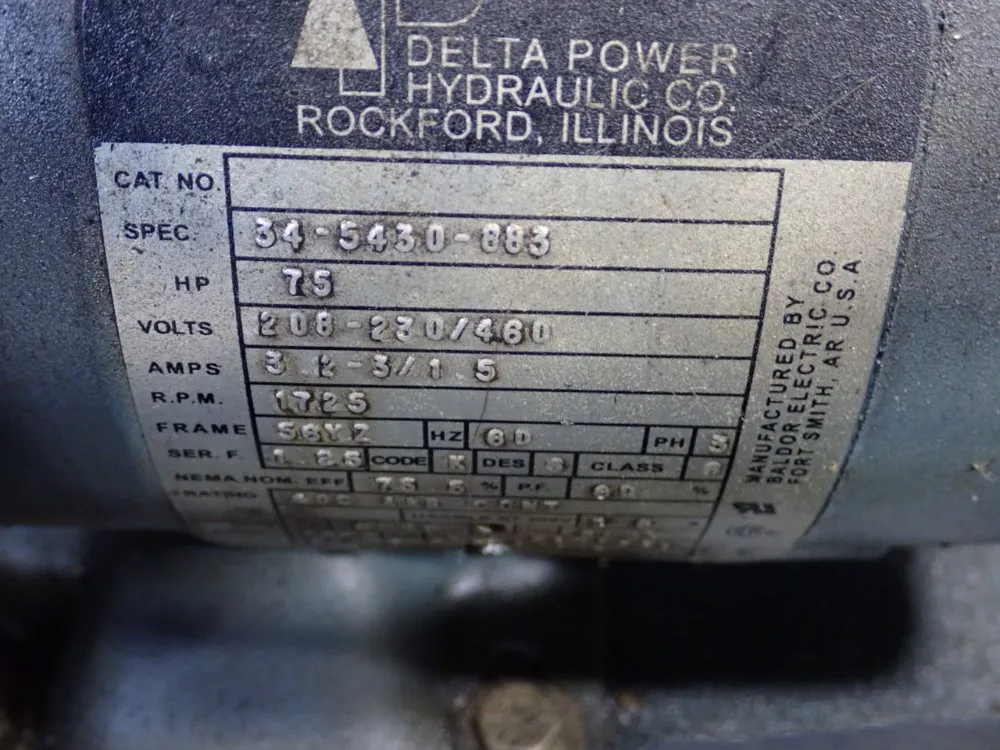 DELTA POWER
HYDRAULIC CO.
ROCKFORD, ILLINOIS
CAT. NO.
SPEC. 34-5430-883
HP 75
VOLTS 208-230/460
AMPS 3.2-3/1.5
R.P.M. 1725
FRAME 56YZ HZ 60 PH 3
SER. F. 1.25 CODE K DES CLASS
NEMA NOM. EFF 75.5 % P.F. %
RATING 40C
MANUFACTURED BY
BALDOR ELECTRIC. CO
FORT SMITH, AR U.S.A